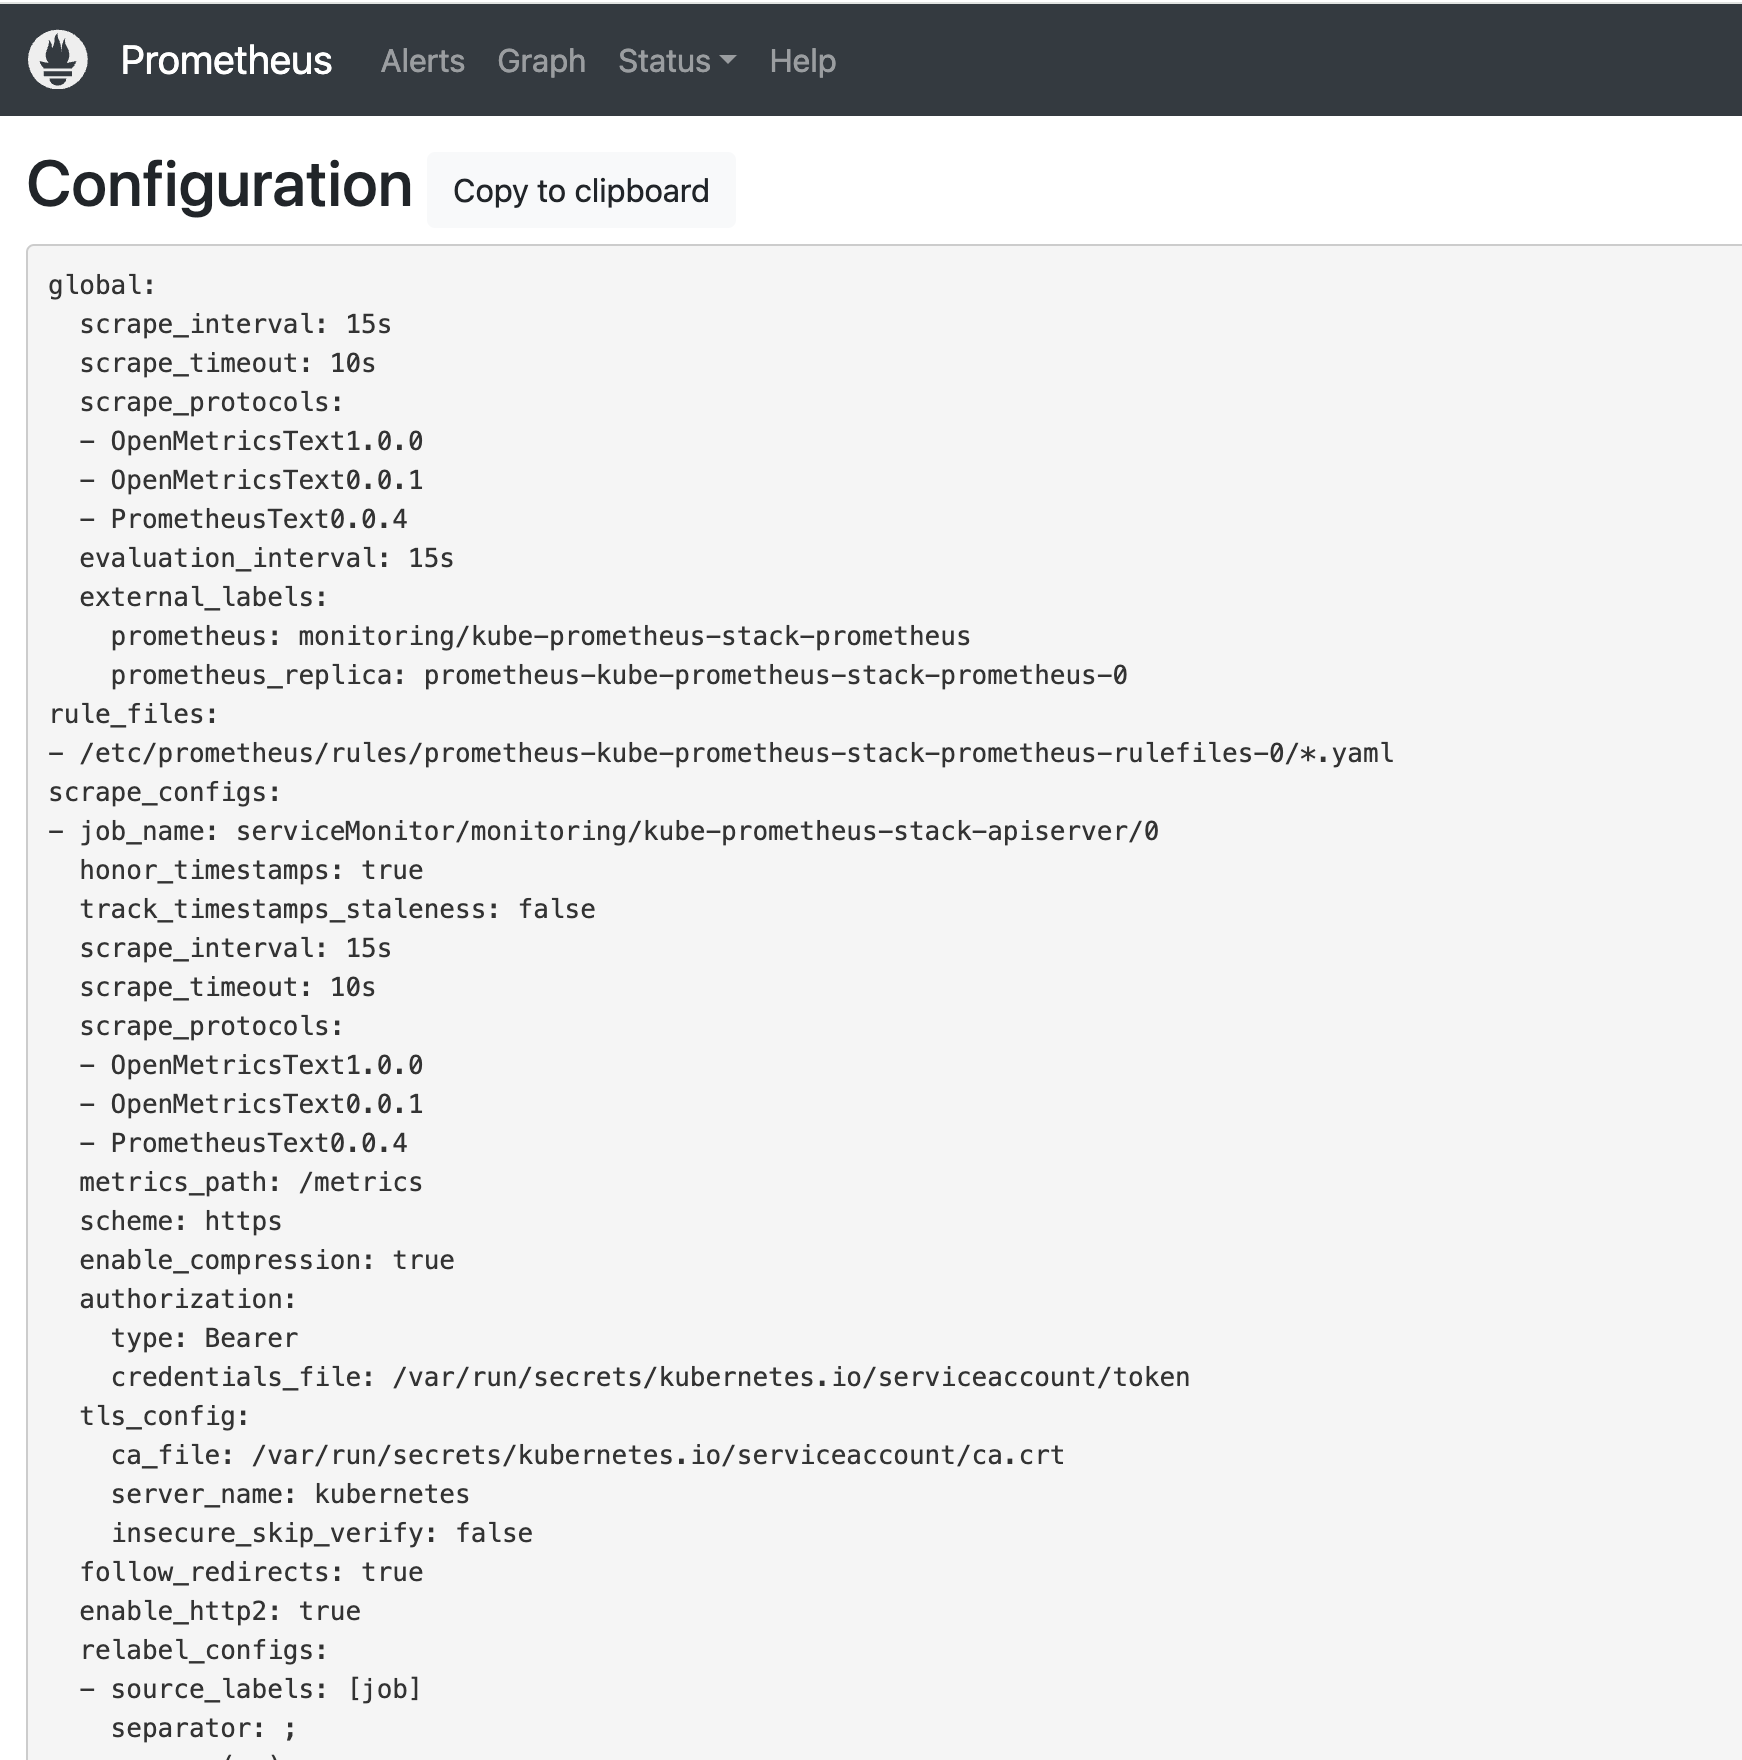 Prometheus Alerts Graph Status Help
Configuration Copy to clipboard
global:
  scrape_interval: 15s
  scrape_timeout: 10s
  scrape_protocols:
  - OpenMetricsText1.0.0
  - OpenMetricsText0.0.1
  - PrometheusText0.0.4
  evaluation_interval: 15s
  external_labels:
    prometheus: monitoring/kube-prometheus-stack-prometheus
    prometheus_replica: prometheus-kube-prometheus-stack-prometheus-0
rule_files:
- /etc/prometheus/rules/prometheus-kube-prometheus-stack-prometheus-rulefiles-0/*.yaml
scrape_configs:
- job_name: serviceMonitor/monitoring/kube-prometheus-stack-apiserver/0
  honor_timestamps: true
  track_timestamps_staleness: false
  scrape_interval: 15s
  scrape_timeout: 10s
  scrape_protocols:
  - OpenMetricsText1.0.0
  - OpenMetricsText0.0.1
  - PrometheusText0.0.4
  metrics_path: /metrics
  scheme: https
  enable_compression: true
  authorization:
    type: Bearer
    credentials_file: /var/run/secrets/kubernetes.io/serviceaccount/token
  tls_config:
    ca_file: /var/run/secrets/kubernetes.io/serviceaccount/ca.crt
    server_name: kubernetes
    insecure_skip_verify: false
  follow_redirects: true
  enable_http2: true
  relabel_configs:
  - source_labels: [job]
    separator: ;